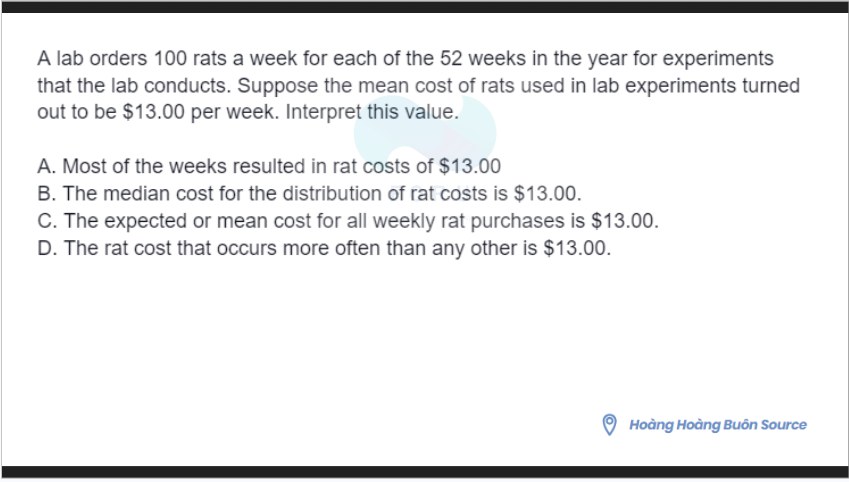 A lab orders 100 rats a week for each of the 52 weeks in the year for experiments
that the lab conducts. Suppose the mean cost of rats used in lab experiments turned
out to be $13.00 per week. Interpret this value.
A. Most of the weeks resulted in rat costs of $13.00
B. The median cost for the distribution of rat costs is $13.00.
C. The expected or mean cost for all weekly rat purchases is $13.00.
D. The rat cost that occurs more often than any other is $13.00.
Hoàng Hoàng Buôn Source